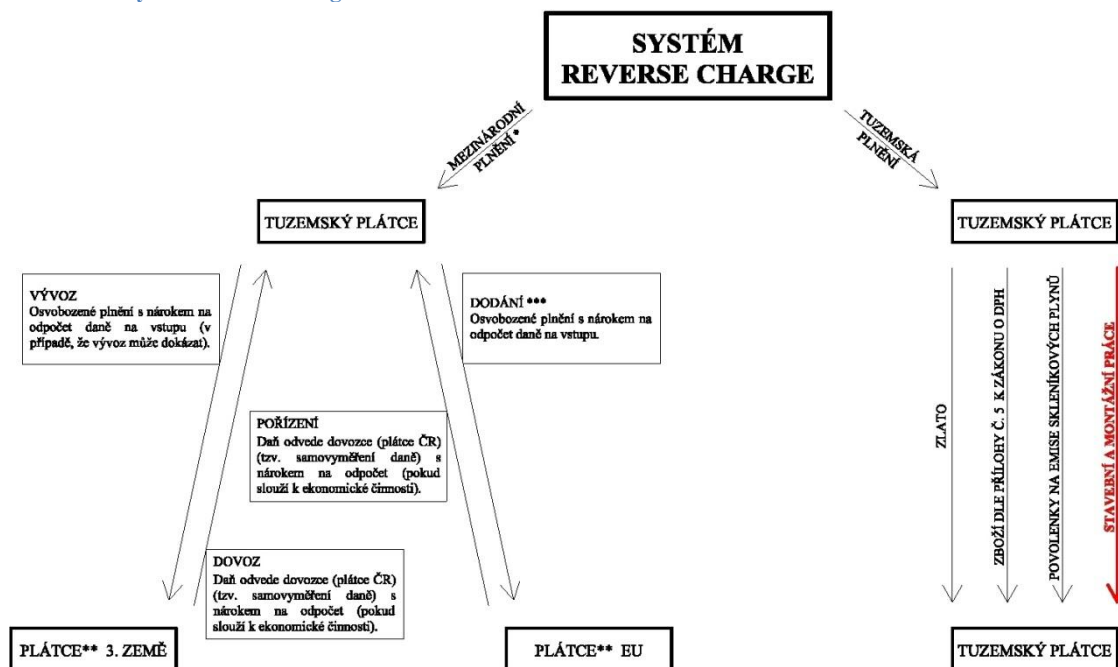 SYSTÉM
REVERSE CHARGE
MEZINÁRODNÍ
PLNĚNÍ *
TUZEMSKÁ
PLNĚNÍ
TUZEMSKÝ PLÁTCE
TUZEMSKÝ PLÁTCE
VÝVOZ
Osvobozené plnění s nárokem na
odpočet daně na vstupu (v
případě, že vývoz může dokázat).
DODÁNÍ ***
Osvobozené plnění s nárokem na
odpočet daně na vstupu.
POŘÍZENÍ
Daň odvede dovozce (plátce ČR)
(tzv. samovyměření daně) s
nárokem na odpočet (pokud
slouží k ekonomické činnosti).
DOVOZ
Daň odvede dovozce (plátce ČR)
(tzv. samovyměření daně) s
nárokem na odpočet (pokud
slouží k ekonomické činnosti).
ZLATO
ZBOŽÍ DLE PŘÍLOHY Č. 5 K ZÁKONU O DPH
POVOLENKY NA EMISE SKLENÍKOVÝCH PLYNŮ
STAVEBNÍ A MONTÁŽNÍ PRÁCE
PLÁTCE** 3. ZEMĚ
PLÁTCE** EU
TUZEMSKÝ PLÁTCE